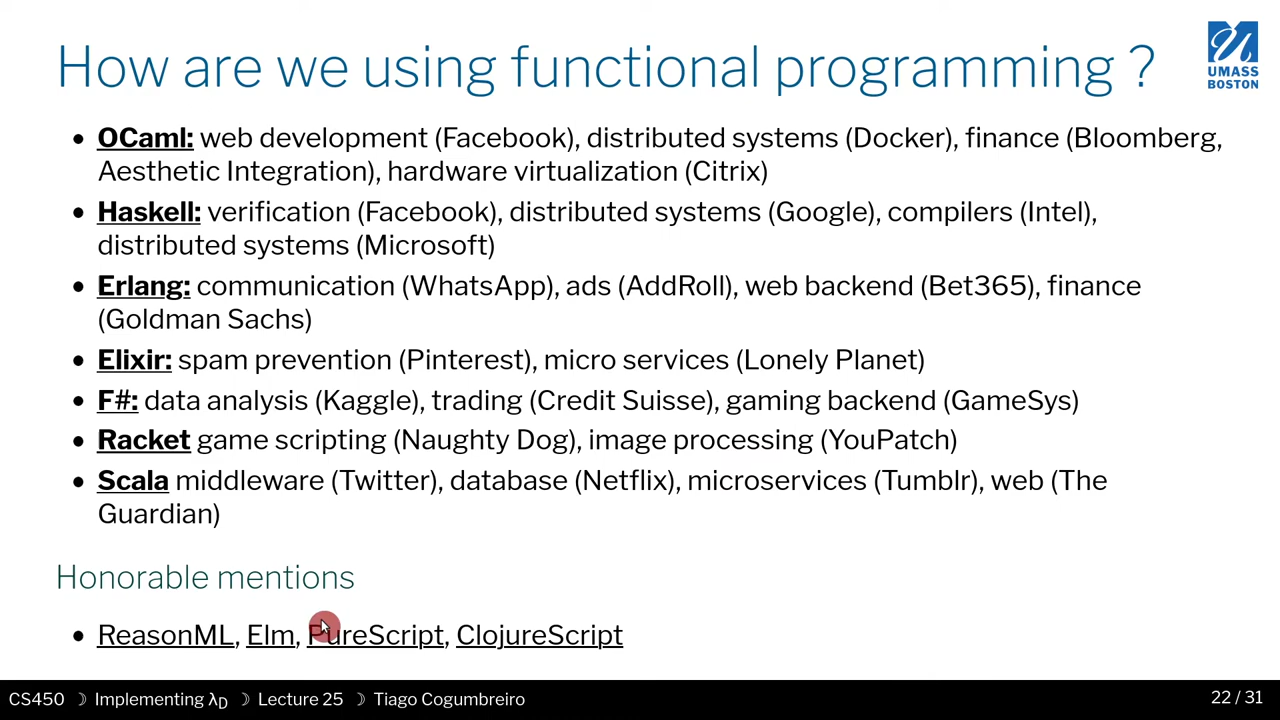 How are we using functional programming ?
UMASS
BOSTON
• OCaml: web development (Facebook), distributed systems (Docker), finance (Bloomberg,
Aesthetic Integration), hardware virtualization (Citrix)
• Haskell: verification (Facebook), distributed systems (Google), compilers (Intel),
distributed systems (Microsoft)
• Erlang: communication (WhatsApp), ads (AddRoll), web backend (Bet365), finance
(Goldman Sachs)
• Elixir: spam prevention (Pinterest), micro services (Lonely Planet)
• F#: data analysis (Kaggle), trading (Credit Suisse), gaming backend (GameSys)
• Racket game scripting (Naughty Dog), image processing (YouPatch)
• Scala middleware (Twitter), database (Netflix), microservices (Tumblr), web (The
Guardian)
Honorable mentions
• ReasonML, Elm, PureScript, ClojureScript
CS450 ☽ Implementing λD ☽ Lecture 25 ☽ Tiago Cogumbreiro
22 / 31